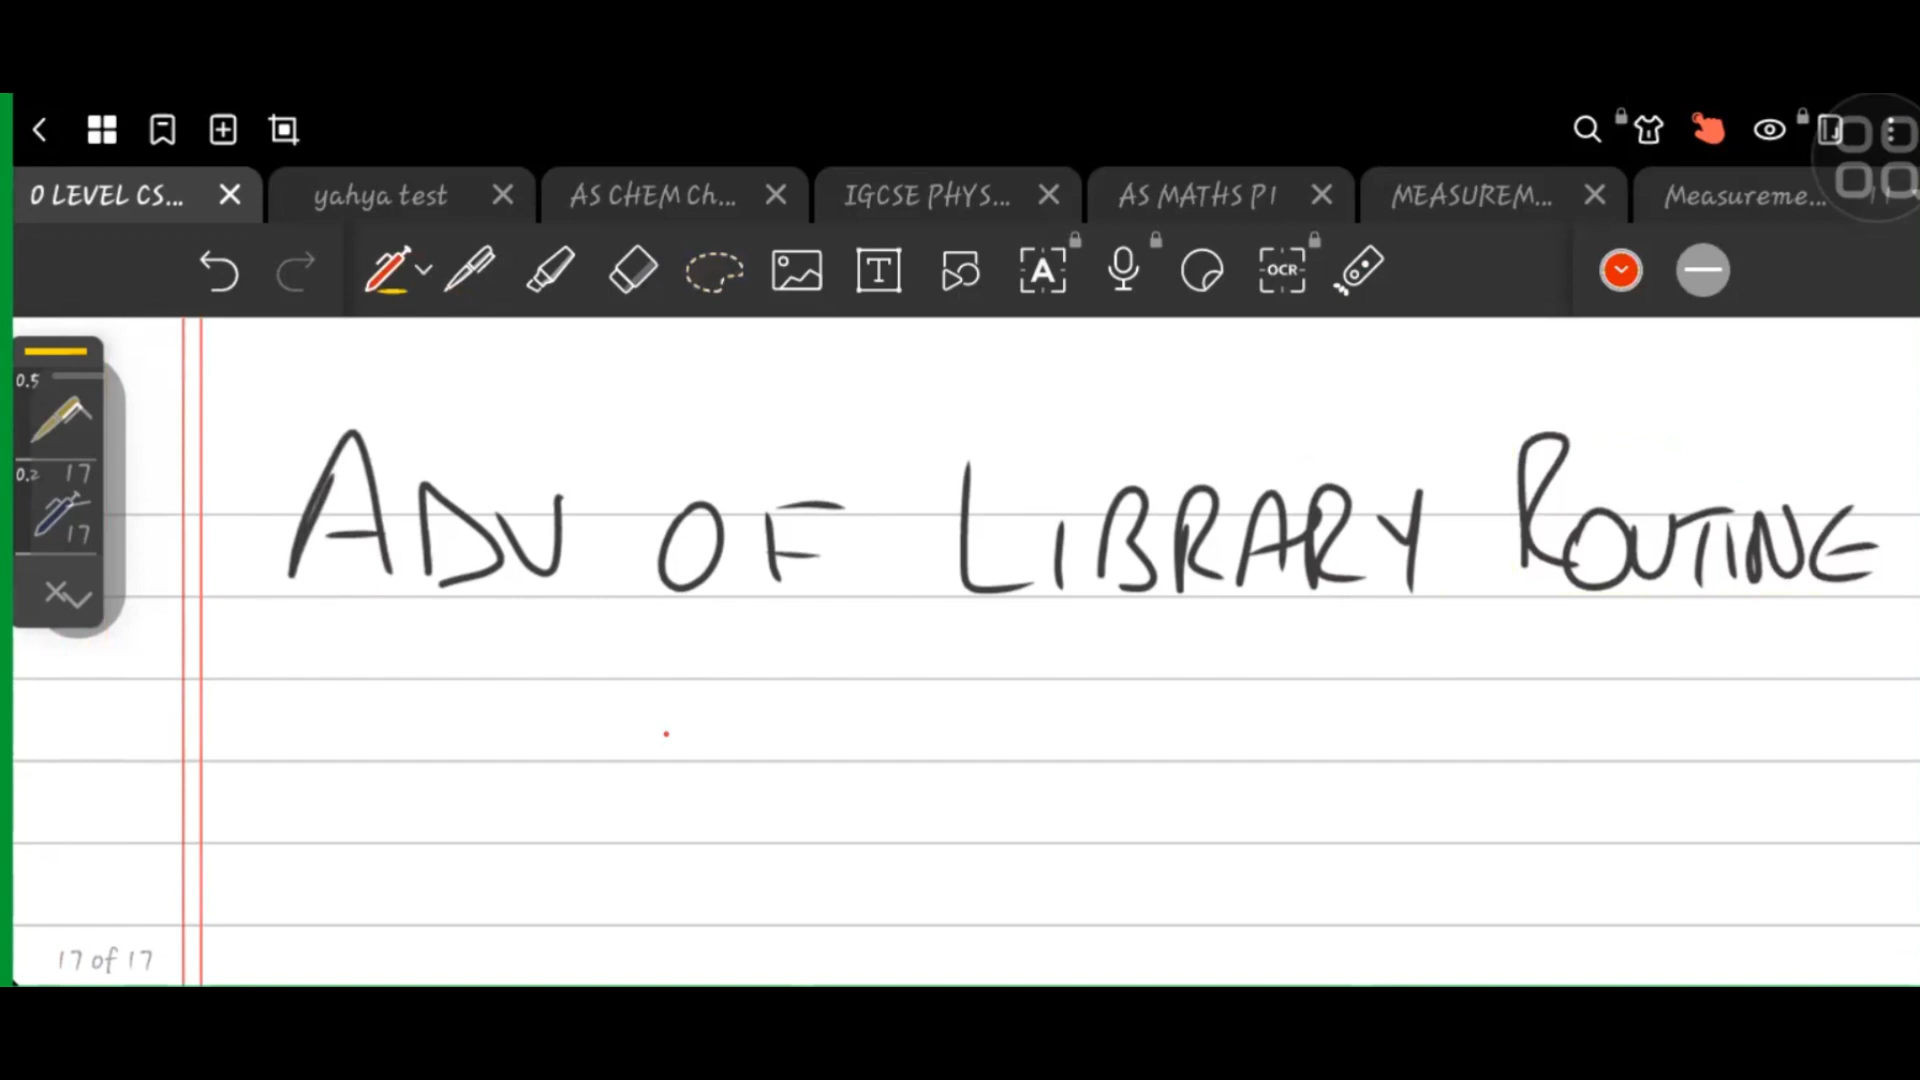 0 LEVEL CS...
yahya test
AS CHEM Ch...
IGCSE PHYS...
AS MATHS P1
MEASUREM...
Measureme...
T
A
OCR
0.5
17
0.2
17
ADV OF LIBRARY ROUTINE
17 of 17